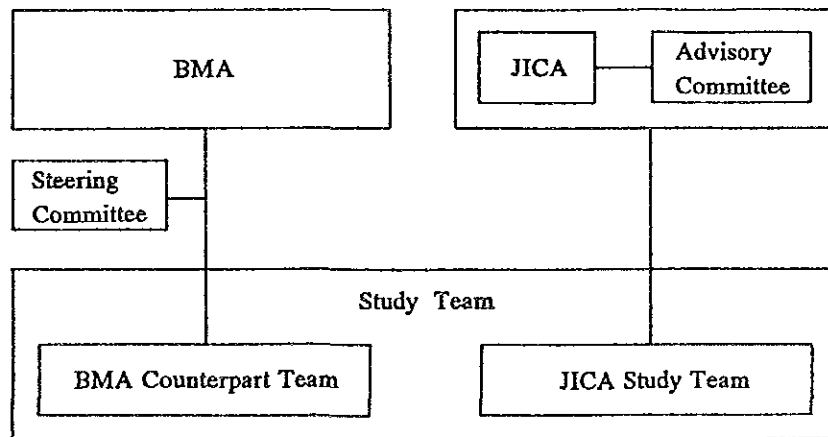 BMA
JICA
Advisory
Committee
Steering
Committee
Study Team
BMA Counterpart Team
JICA Study Team